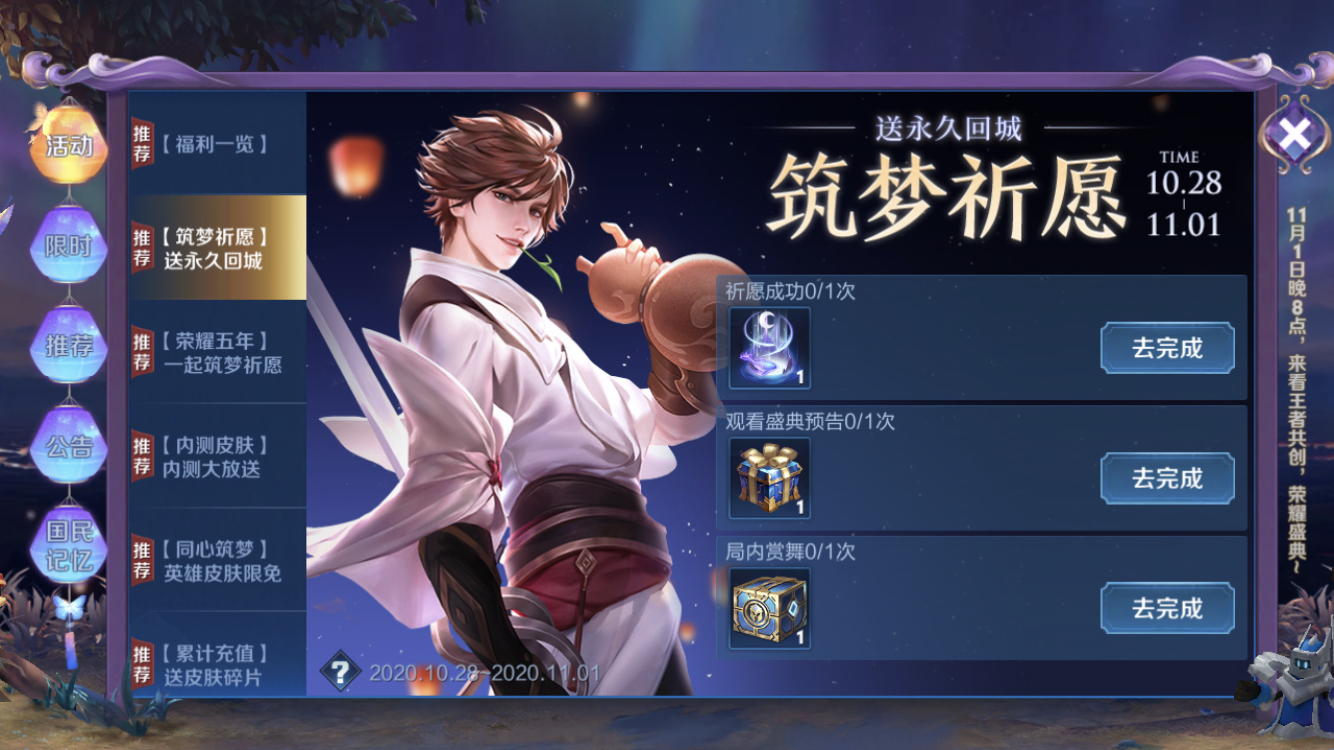 活动
限时
推荐
公告
国民
记忆
推荐
【福利一览】
推荐
【筑梦祈愿】
送永久回城
推荐
【荣耀五年】
一起筑梦祈愿
推荐
【内测皮肤】
内测大放送
推荐
【同心筑梦】
英雄皮肤限免
推荐
【累计充值】
送皮肤碎片
送永久回城
筑梦祈愿
TIME
10.28
11.01
祈愿成功0/1次
1
去完成
观看盛典预告0/1次
1
去完成
局内赏舞0/1次
1
去完成
?
2020.10.28~2020.11.01
11月1日晚8点，来看王者共创，荣耀盛典~